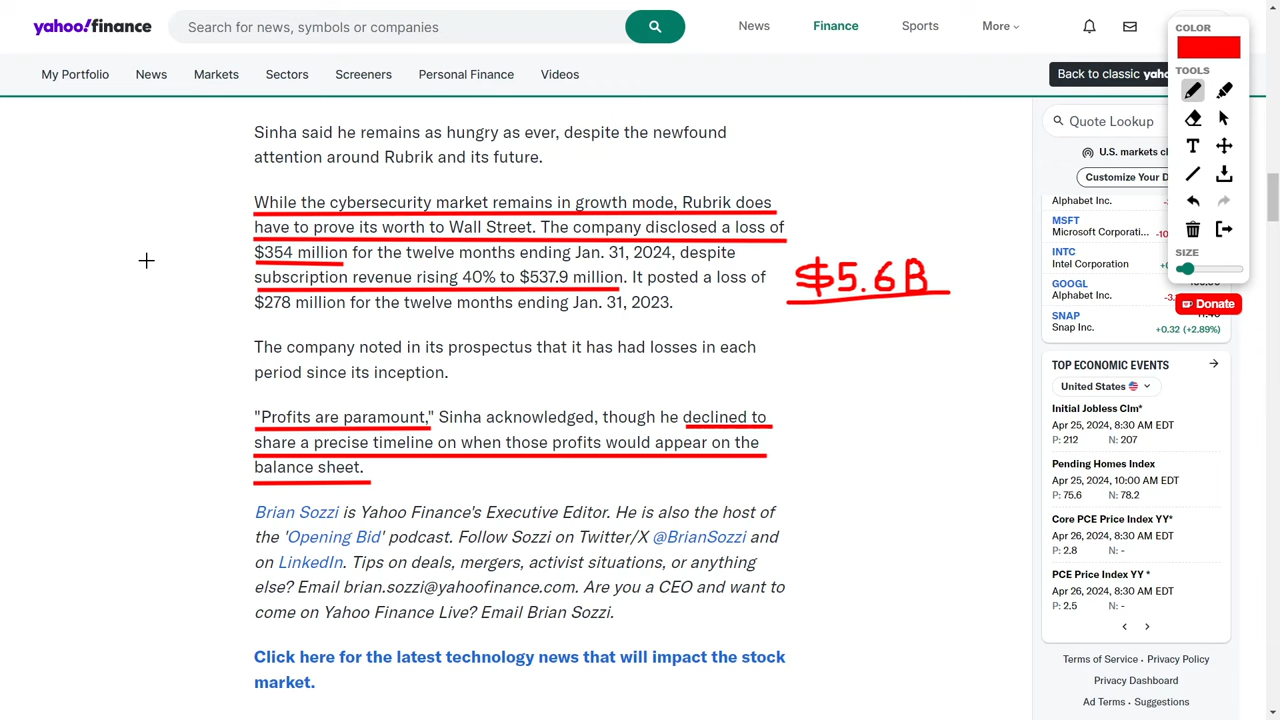 yahoo!finance
Search for news, symbols or companies
News
Finance
Sports
More
COLOR
TOOLS
T
SIZE
Donate
My Portfolio
News
Markets
Sectors
Screeners
Personal Finance
Videos
Back to classic
Sinha said he remains as hungry as ever, despite the newfound
attention around Rubrik and its future.
While the cybersecurity market remains in growth mode, Rubrik does
have to prove its worth to Wall Street. The company disclosed a loss of
$354 million for the twelve months ending Jan. 31, 2024, despite
subscription revenue rising 40% to $537.9 million. It posted a loss of
$278 million for the twelve months ending Jan. 31, 2023.
$5.6B
The company noted in its prospectus that it has had losses in each
period since its inception.
"Profits are paramount," Sinha acknowledged, though he declined to
share a precise timeline on when those profits would appear on the
balance sheet.
Brian Sozzi is Yahoo Finance's Executive Editor. He is also the host of
the 'Opening Bid' podcast. Follow Sozzi on Twitter/X @BrianSozzi and
on LinkedIn. Tips on deals, mergers, activist situations, or anything
else? Email brian.sozzi@yahoofinance.com. Are you a CEO and want to
come on Yahoo Finance Live? Email Brian Sozzi.
Click here for the latest technology news that will impact the stock
market.
Quote Lookup
U.S. markets
Customize Your
Alphabet Inc.
MSFT
Microsoft Corporati...
INTC
Intel Corporation
GOOGL
Alphabet Inc.
SNAP
Snap Inc.
+0.32 (+2.89%)
TOP ECONOMIC EVENTS
United States
Initial Jobless Clm*
Apr 25, 2024, 8:30 AM EDT
P: 212 N: 207
Pending Homes Index
Apr 25, 2024, 10:00 AM EDT
P: 75.6 N: 78.2
Core PCE Price Index YY*
Apr 26, 2024, 8:30 AM EDT
P: 2.8 N: -
PCE Price Index YY *
Apr 26, 2024, 8:30 AM EDT
P: 2.5 N: -
Terms of Service • Privacy Policy
Privacy Dashboard
Ad Terms • Suggestions